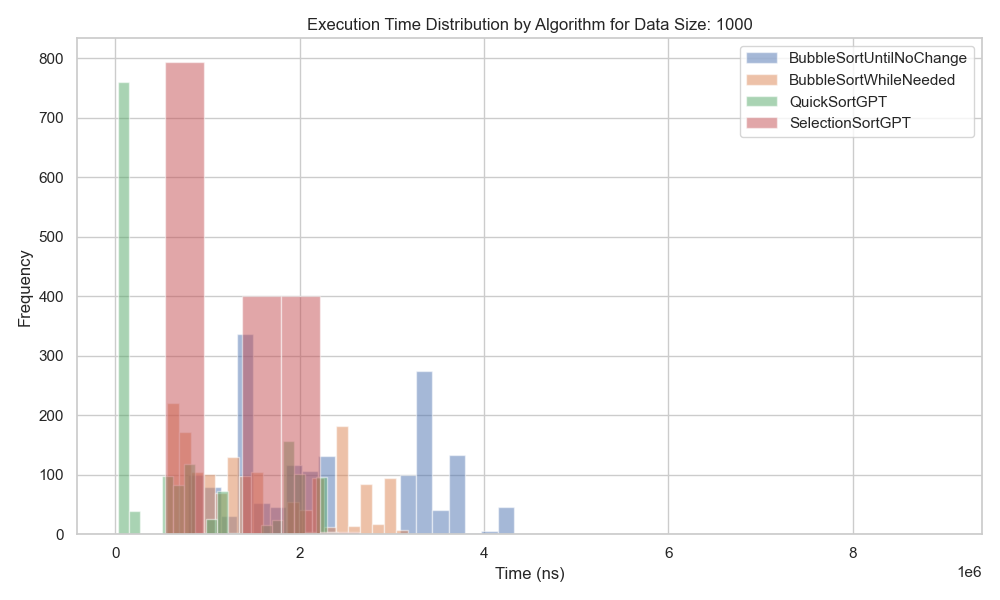 Execution Time Distribution by Algorithm for Data Size: 1000
BubbleSortUntilNoChange
BubbleSortWhileNeeded
QuickSortGPT
SelectionSortGPT
Frequency
800
700
600
500
400
300
200
100
0
0 2 4 6 8
1e6
Time (ns)